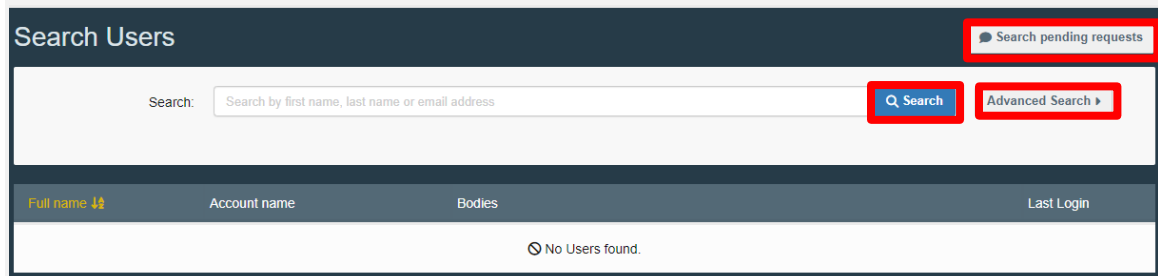 Search Users
Search pending requests
Search: Search by first name, last name or email address Search Advanced Search
Full name Account name Bodies Last Login
No Users found.